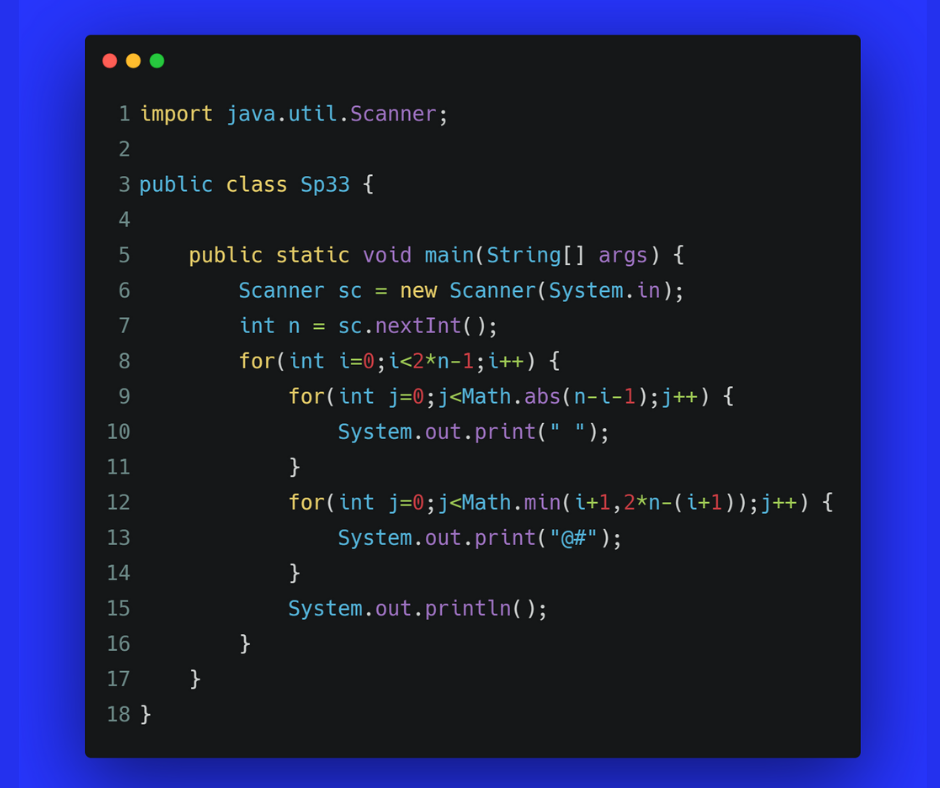 1 import java.util.Scanner;
2
3 public class Sp33 {
4
5     public static void main(String[] args) {
6         Scanner sc = new Scanner(System.in);
7         int n = sc.nextInt();
8         for(int i=0;i<2*n-1;i++) {
9             for(int j=0;j<Math.abs(n-i-1);j++) {
10                 System.out.print(" ");
11             }
12             for(int j=0;j<Math.min(i+1,2*n-(i+1));j++) {
13                 System.out.print("@#");
14             }
15             System.out.println();
16         }
17     }
18 }